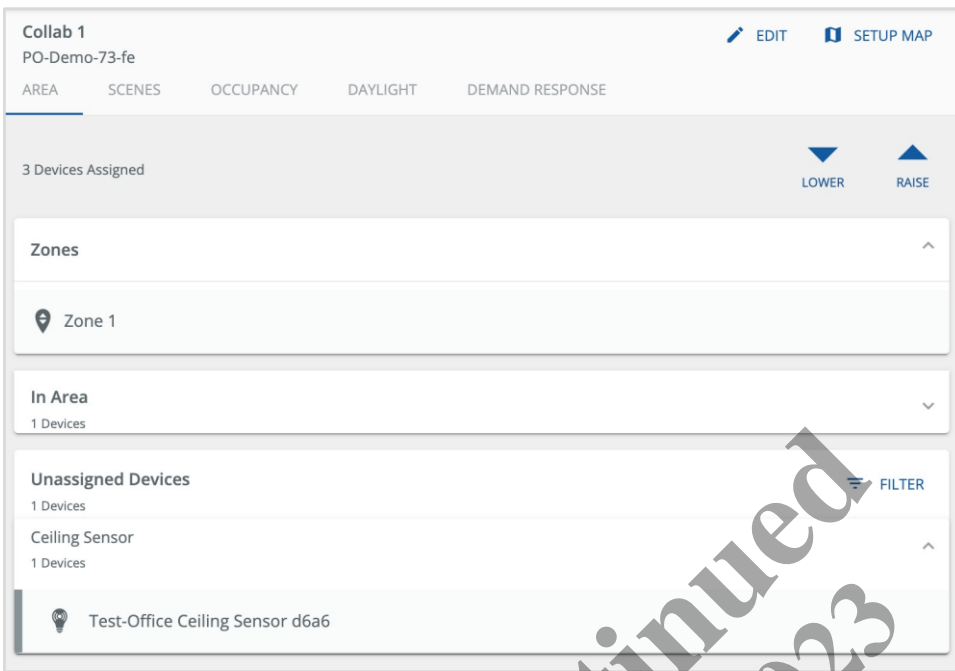 Collab 1
EDIT
SETUP MAP
PO-Demo-73-fe
AREA
SCENES
OCCUPANCY
DAYLIGHT
DEMAND RESPONSE
3 Devices Assigned
LOWER
RAISE
Zones
Zone 1
In Area
1 Devices
Unassigned Devices
FILTER
1 Devices
Ceiling Sensor
1 Devices
Test-Office Ceiling Sensor d6a6